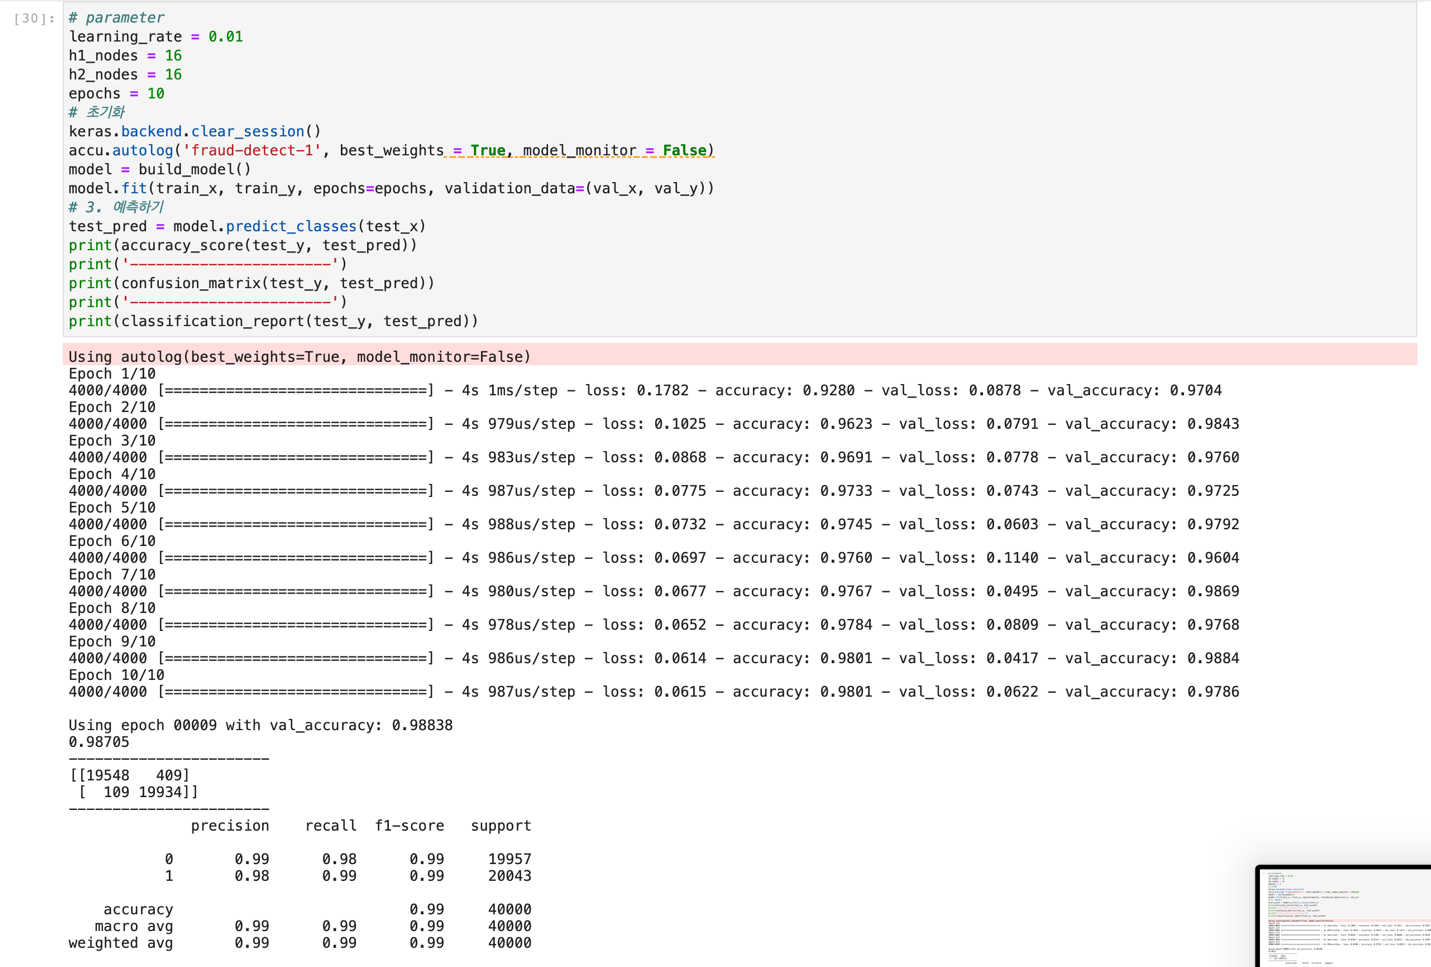 [30]: # parameter
learning_rate = 0.01
h1_nodes = 16
h2_nodes = 16
epochs = 10
# 초기화
keras.backend.clear_session()
accu.autolog('fraud-detect-1', best_weights = True, model_monitor = False)
model = build_model()
model.fit(train_x, train_y, epochs=epochs, validation_data=(val_x, val_y))
# 3. 예측하기
test_pred = model.predict_classes(test_x)
print(accuracy_score(test_y, test_pred))
print('-----------------------')
print(confusion_matrix(test_y, test_pred))
print('-----------------------')
print(classification_report(test_y, test_pred))
Using autolog(best_weights=True, model_monitor=False)
Epoch 1/10
4000/4000 [==============================] - 4s 1ms/step - loss: 0.1782 - accuracy: 0.9280 - val_loss: 0.0878 - val_accuracy: 0.9704
Epoch 2/10
4000/4000 [==============================] - 4s 979us/step - loss: 0.1025 - accuracy: 0.9623 - val_loss: 0.0791 - val_accuracy: 0.9843
Epoch 3/10
4000/4000 [==============================] - 4s 983us/step - loss: 0.0868 - accuracy: 0.9691 - val_loss: 0.0778 - val_accuracy: 0.9760
Epoch 4/10
4000/4000 [==============================] - 4s 987us/step - loss: 0.0775 - accuracy: 0.9733 - val_loss: 0.0743 - val_accuracy: 0.9725
Epoch 5/10
4000/4000 [==============================] - 4s 988us/step - loss: 0.0732 - accuracy: 0.9745 - val_loss: 0.0603 - val_accuracy: 0.9792
Epoch 6/10
4000/4000 [==============================] - 4s 986us/step - loss: 0.0697 - accuracy: 0.9760 - val_loss: 0.1140 - val_accuracy: 0.9604
Epoch 7/10
4000/4000 [==============================] - 4s 980us/step - loss: 0.0677 - accuracy: 0.9767 - val_loss: 0.0495 - val_accuracy: 0.9869
Epoch 8/10
4000/4000 [==============================] - 4s 978us/step - loss: 0.0652 - accuracy: 0.9784 - val_loss: 0.0809 - val_accuracy: 0.9768
Epoch 9/10
4000/4000 [==============================] - 4s 986us/step - loss: 0.0614 - accuracy: 0.9801 - val_loss: 0.0417 - val_accuracy: 0.9884
Epoch 10/10
4000/4000 [==============================] - 4s 987us/step - loss: 0.0615 - accuracy: 0.9801 - val_loss: 0.0622 - val_accuracy: 0.9786
Using epoch 00009 with val_accuracy: 0.98838
0.98705
-----------------------
[[19548   409]
 [  109 19934]]
-----------------------
              precision    recall  f1-score   support
           0       0.99      0.98      0.99     19957
           1       0.98      0.99      0.99     20043
    accuracy                           0.99     40000
   macro avg       0.99      0.99      0.99     40000
weighted avg       0.99      0.99      0.99     40000